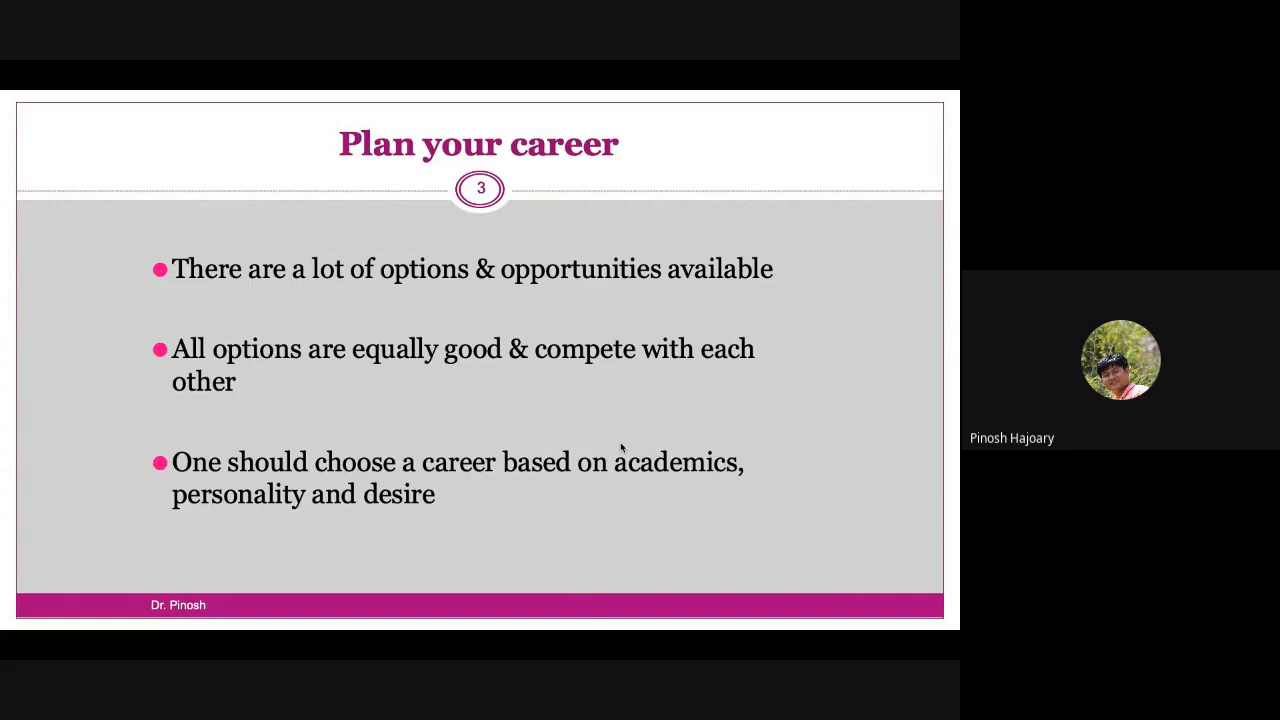 Plan your career
3
There are a lot of options & opportunities available
All options are equally good & compete with each
other
One should choose a career based on academics,
personality and desire
Dr. Pinosh
Pinosh Hajoary